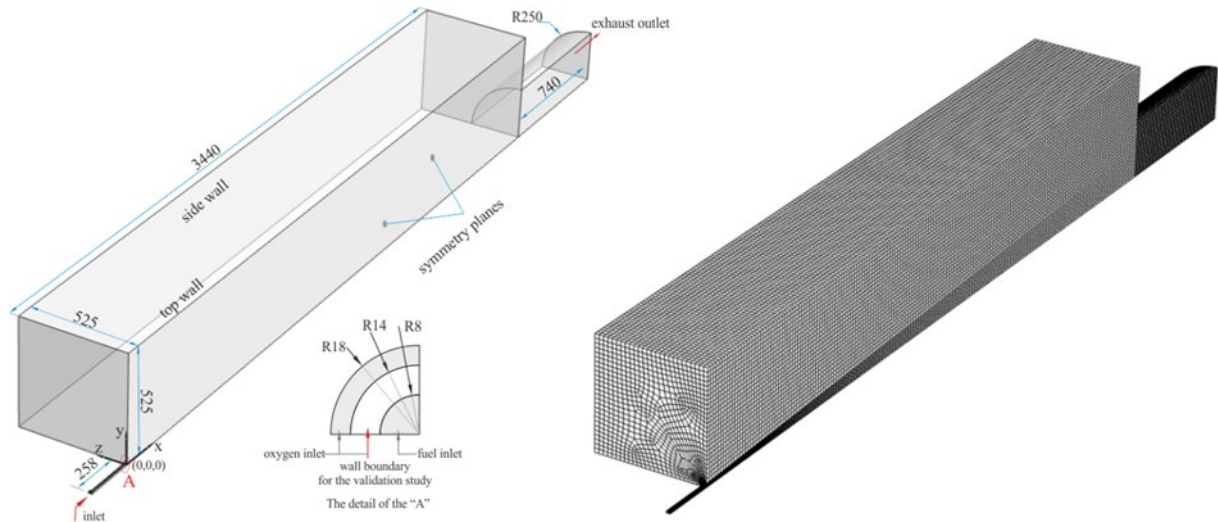 R250
exhaust outlet
740
3440
side wall
symmetry planes
top wall
525
525
R8
R14
R18
y
z
x
(0,0,0)
258
A
inlet
oxygen inlet
fuel inlet
wall boundary
for the validation study
The detail of the “A”